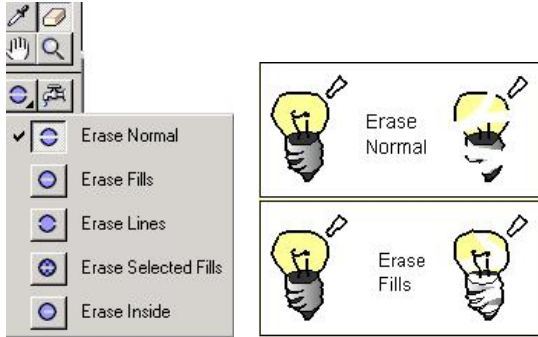 Erase Normal
Erase Fills
Erase Lines
Erase Selected Fills
Erase Inside
Erase
Normal
Erase
Fills